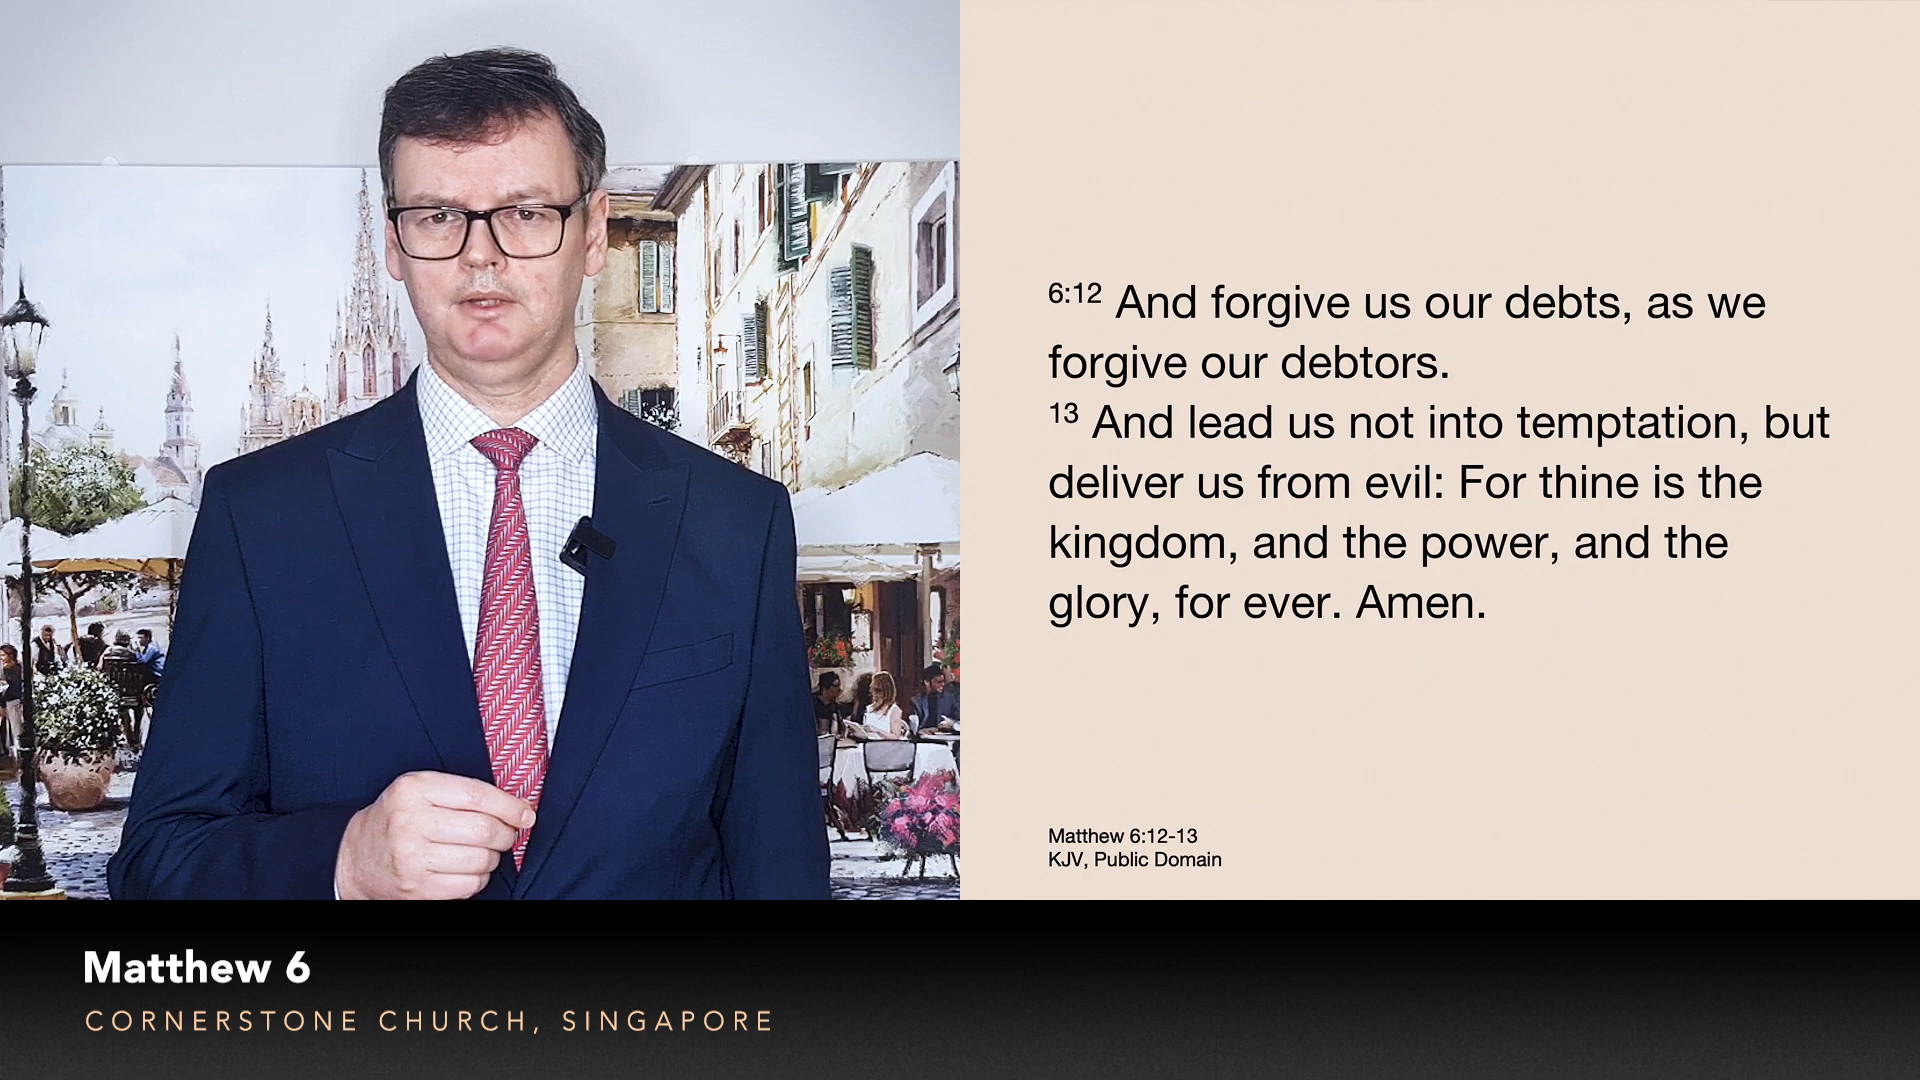 6:12 And forgive us our debts, as we
forgive our debtors.
13 And lead us not into temptation, but
deliver us from evil: For thine is the
kingdom, and the power, and the
glory, for ever. Amen.
Matthew 6:12-13
KJV, Public Domain
Matthew 6
CORNERSTONE CHURCH, SINGAPORE